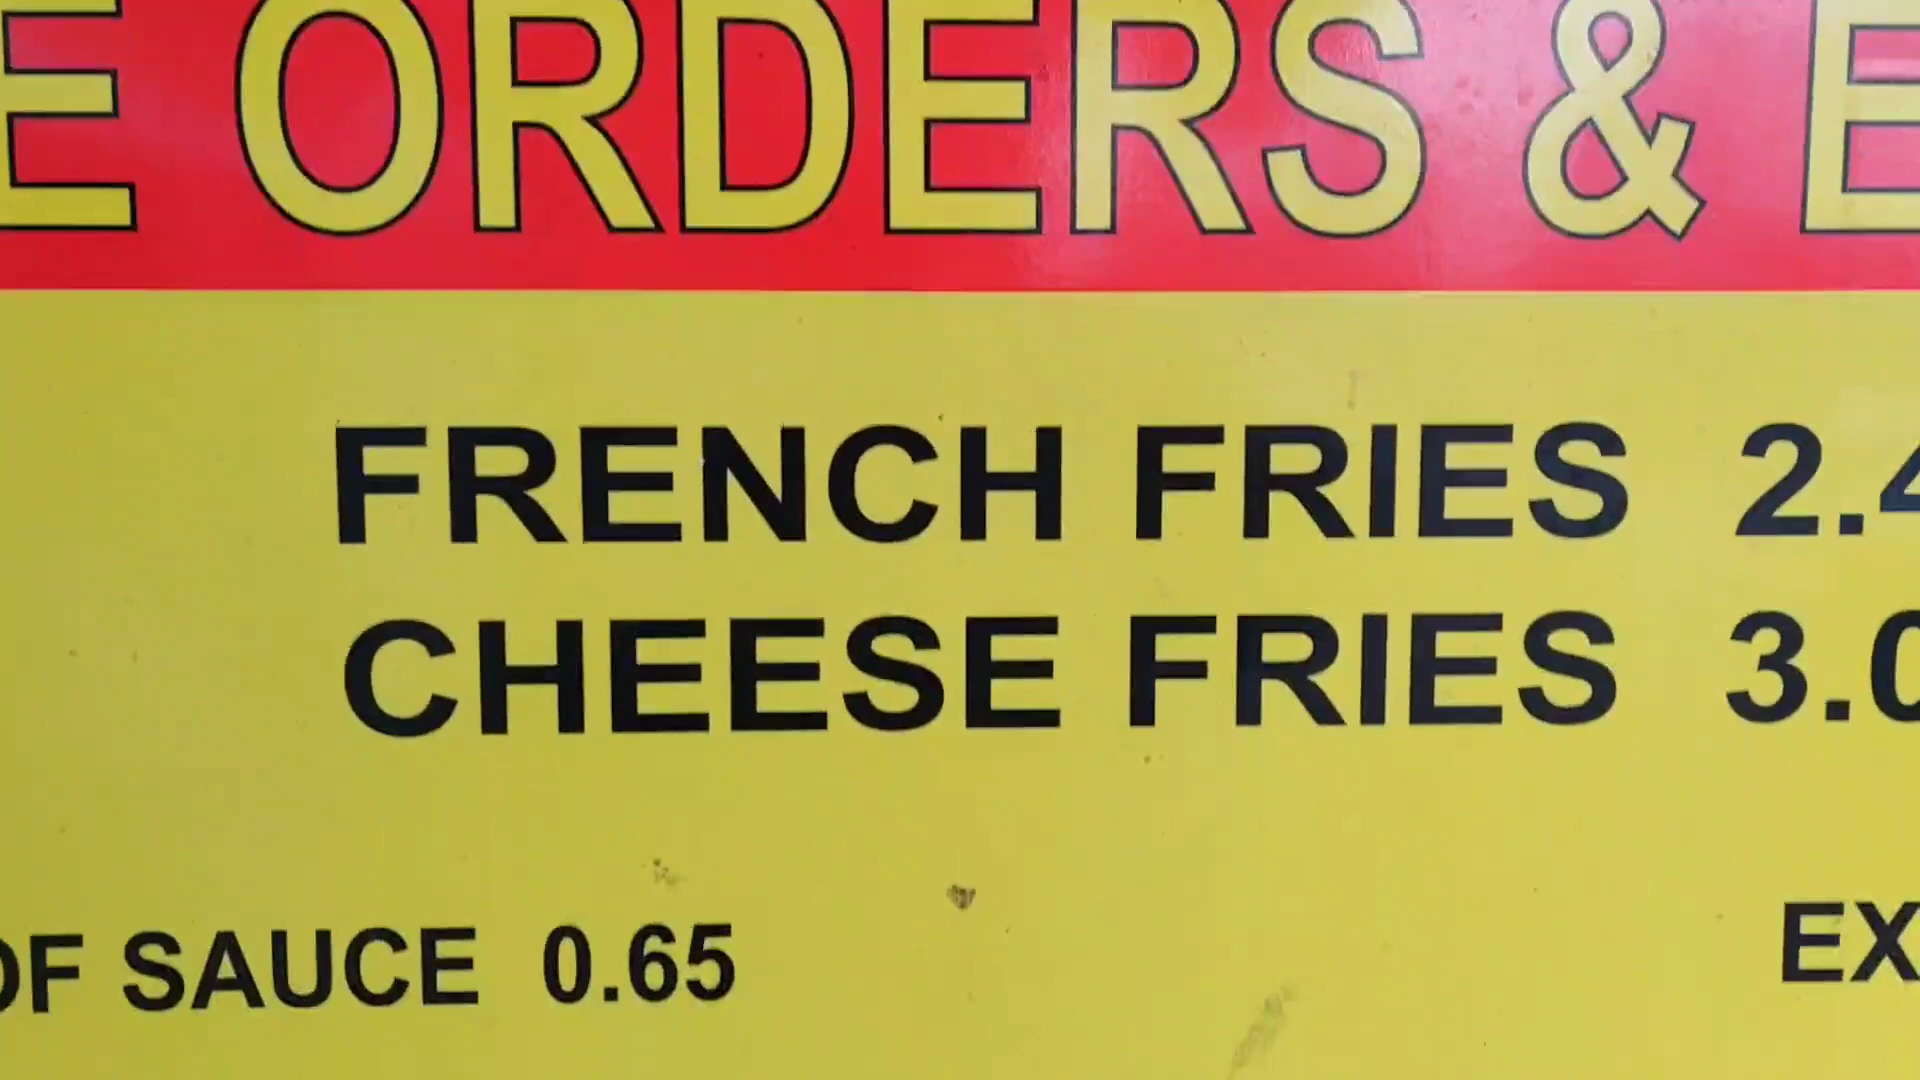 E ORDERS & E
FRENCH FRIES 2.4
CHEESE FRIES 3.0
OF SAUCE 0.65
EX